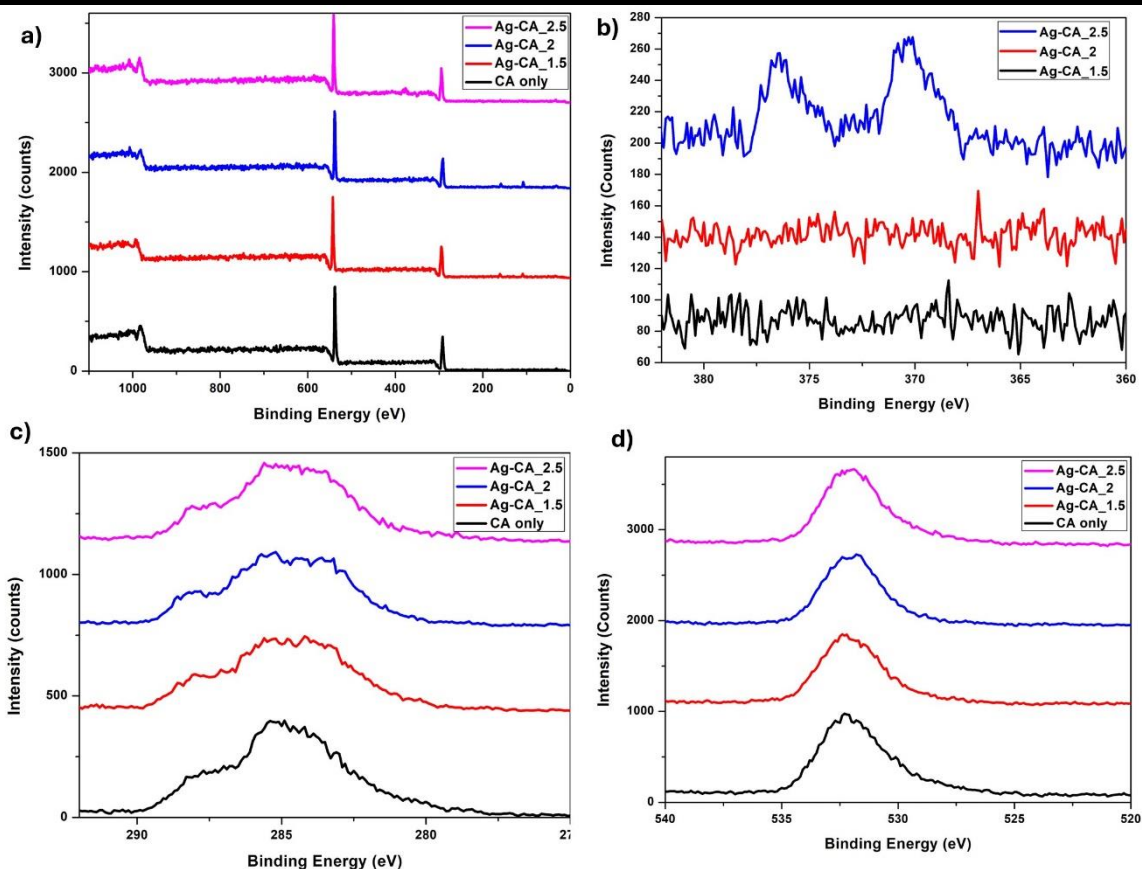 a)
Ag-CA_2.5
Ag-CA_2
Ag-CA_1.5
CA only
3000
2000
1000
0
Intensity (counts)
1000 800 600 400 200 0
Binding Energy (eV)
b)
Ag-CA_2.5
Ag-CA_2
Ag-CA_1.5
280
260
240
220
200
180
160
140
120
100
80
60
Intensity (Counts)
380 375 370 365 360
Binding Energy (eV)
c)
Ag-CA_2.5
Ag-CA_2
Ag-CA_1.5
CA only
1500
1000
500
0
Intensity (counts)
290 285 280 27
Binding Energy (eV)
d)
Ag-CA_2.5
Ag-CA_2
Ag-CA_1.5
CA only
3000
2000
1000
0
Intensity (Counts)
540 535 530 525 520
Binding Energy (eV)